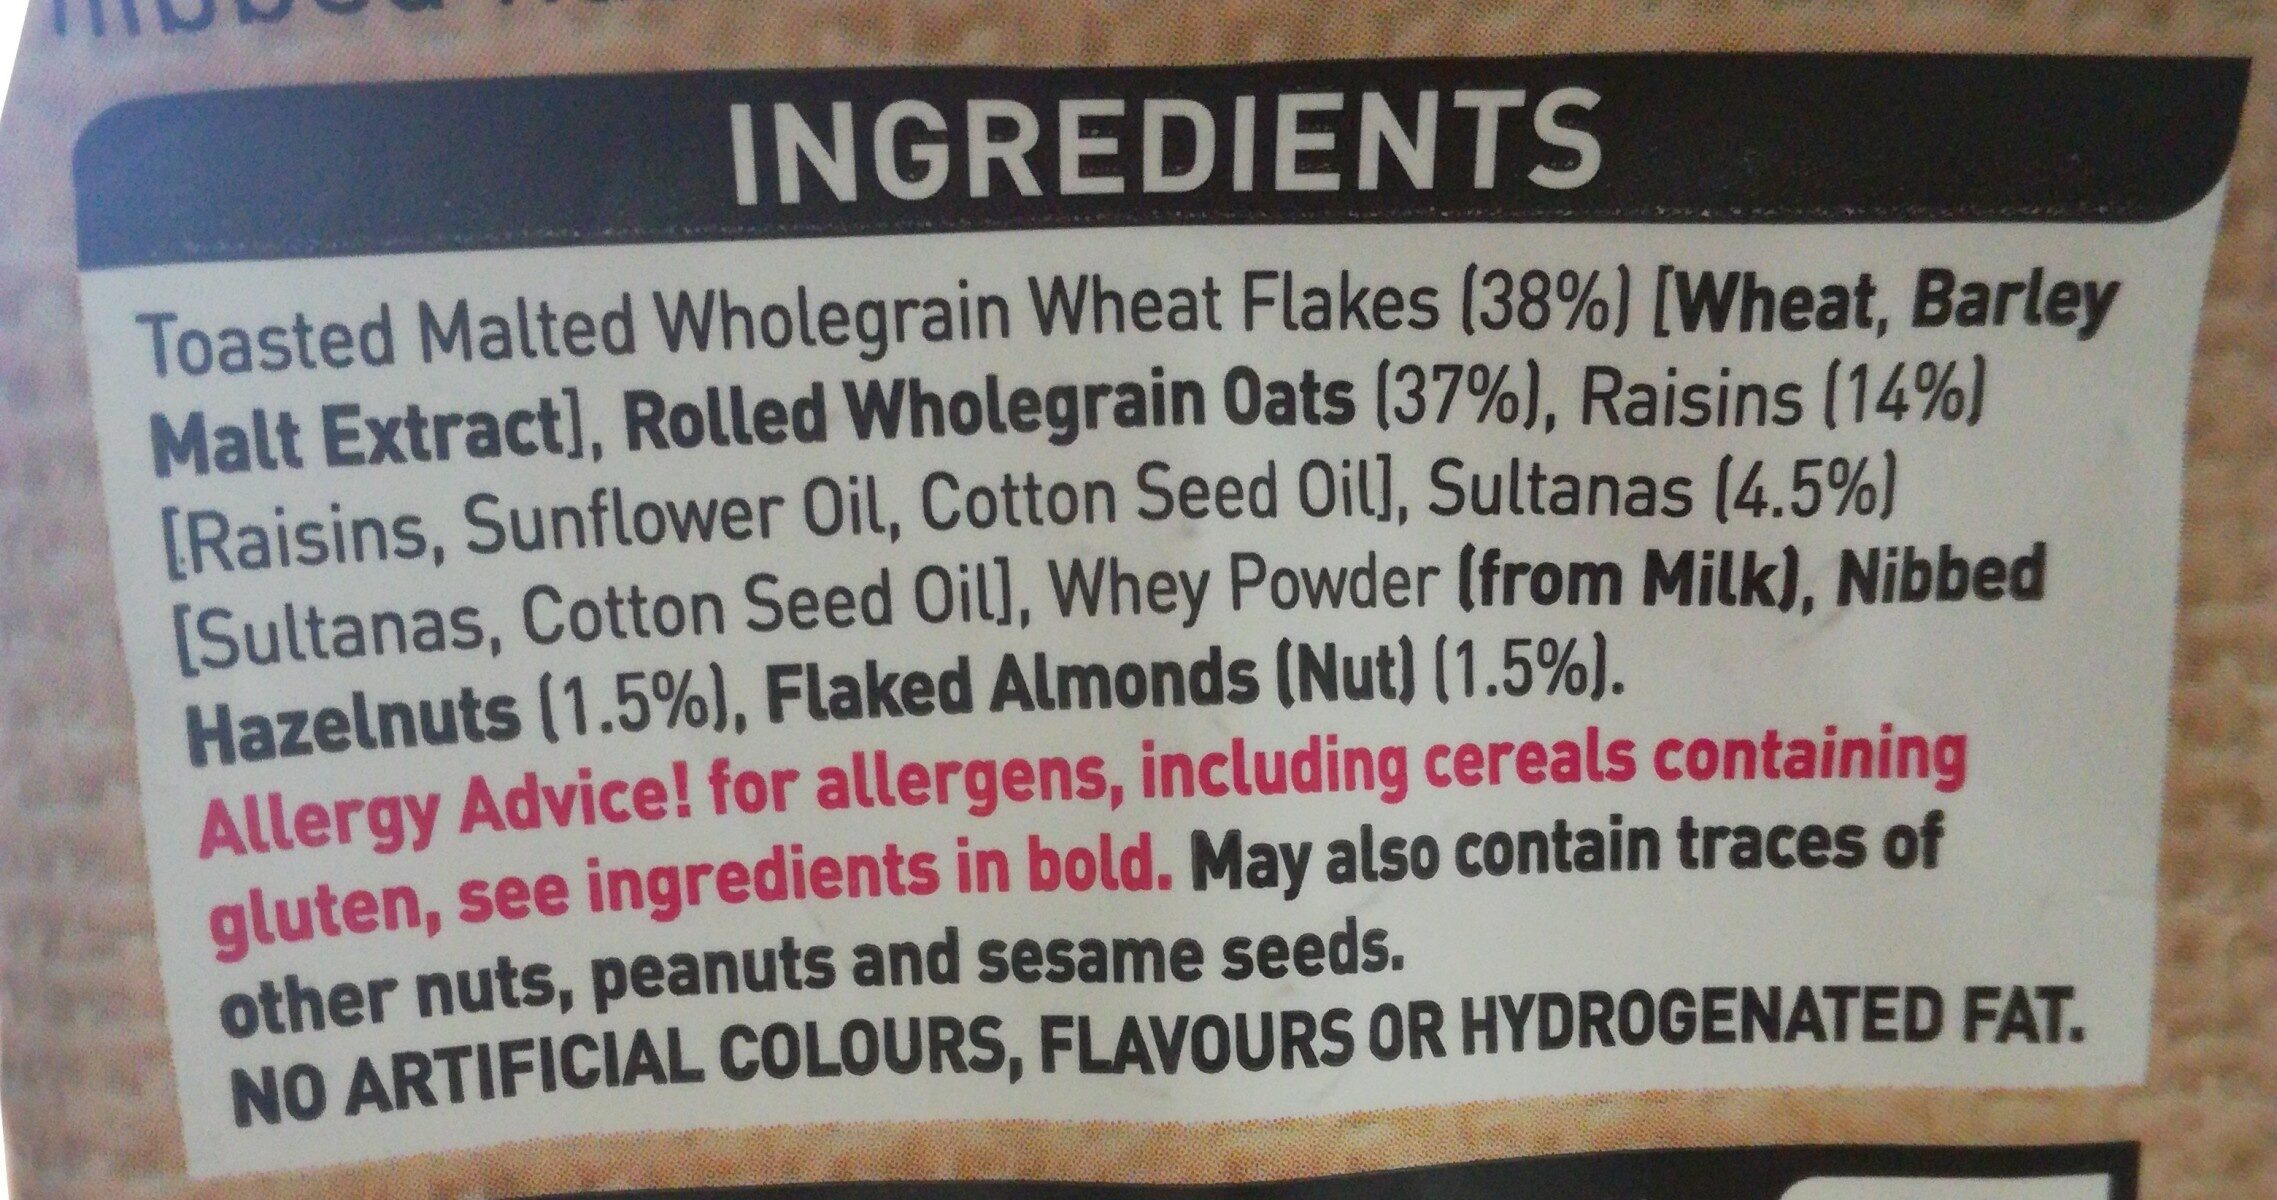 INGREDIENTS
Toasted Malted Wholegrain Wheat Flakes (38%) [Wheat, Barley
Malt Extract], Rolled Wholegrain Oats (37%), Raisins (14%)
[Raisins, Sunflower Oil, Cotton Seed Oil], Sultanas (4.5%)
[Sultanas, Cotton Seed Oil], Whey Powder (from Milk), Nibbed
Hazelnuts (1.5%), Flaked Almonds (Nut) (1.5%).
Allergy Advice! for allergens, including cereals containing
gluten, see ingredients in bold. May also contain traces of
other nuts, peanuts and sesame seeds.
NO ARTIFICIAL COLOURS, FLAVOURS OR HYDROGENATED FAT.